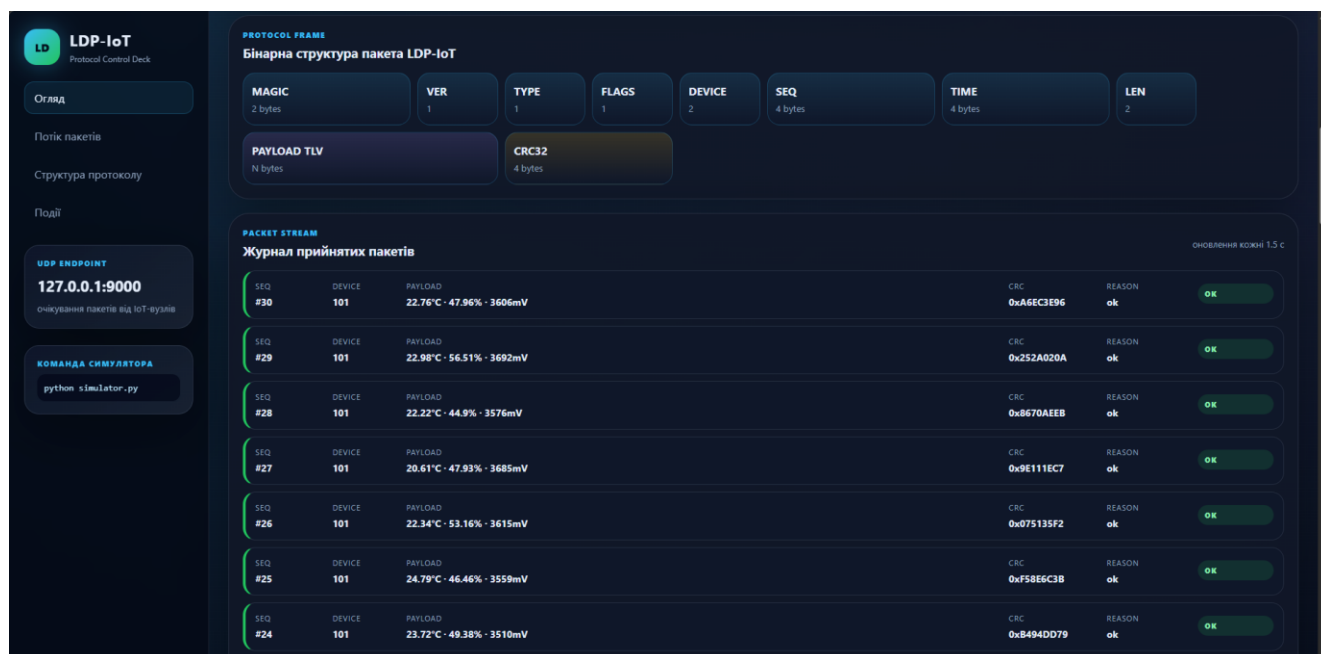 LD
LDP-IoT
Protocol Control Deck
Огляд
Потік пакетів
Структура протоколу
Події
UDP ENDPOINT
127.0.0.1:9000
очікування пакетів від IoT-вузлів
КОМАНДА СИМУЛЯТОРА
python simulator.py
PROTOCOL FRAME
Бінарна структура пакета LDP-IoT
MAGIC VER TYPE FLAGS DEVICE SEQ TIME LEN
2 bytes 1 1 1 2 4 bytes 4 bytes 2
PAYLOAD TLV CRC32
N bytes 4 bytes
PACKET STREAM
Журнал прийнятих пакетів
оновлення кожні 1.5 с
SEQ DEVICE PAYLOAD CRC REASON
#30 101 22.76°C · 47.96% · 3606mV 0xA6EC3E96 ok OK
SEQ DEVICE PAYLOAD CRC REASON
#29 101 22.98°C · 56.51% · 3692mV 0x252A020A ok OK
SEQ DEVICE PAYLOAD CRC REASON
#28 101 22.22°C · 44.9% · 3576mV 0x8670AEEB ok OK
SEQ DEVICE PAYLOAD CRC REASON
#27 101 20.61°C · 47.93% · 3685mV 0x9E111EC7 ok OK
SEQ DEVICE PAYLOAD CRC REASON
#26 101 22.34°C · 53.16% · 3615mV 0x075135F2 ok OK
SEQ DEVICE PAYLOAD CRC REASON
#25 101 24.79°C · 46.46% · 3559mV 0xF58E6C3B ok OK
SEQ DEVICE PAYLOAD CRC REASON
#24 101 23.72°C · 49.38% · 3510mV 0xB494DD79 ok OK